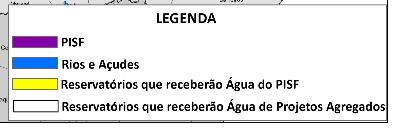 LEGENDA
PISF
Rios e Açudes
Reservatórios que receberão Água do PISF
Reservatórios que receberão Água de Projetos Agregados